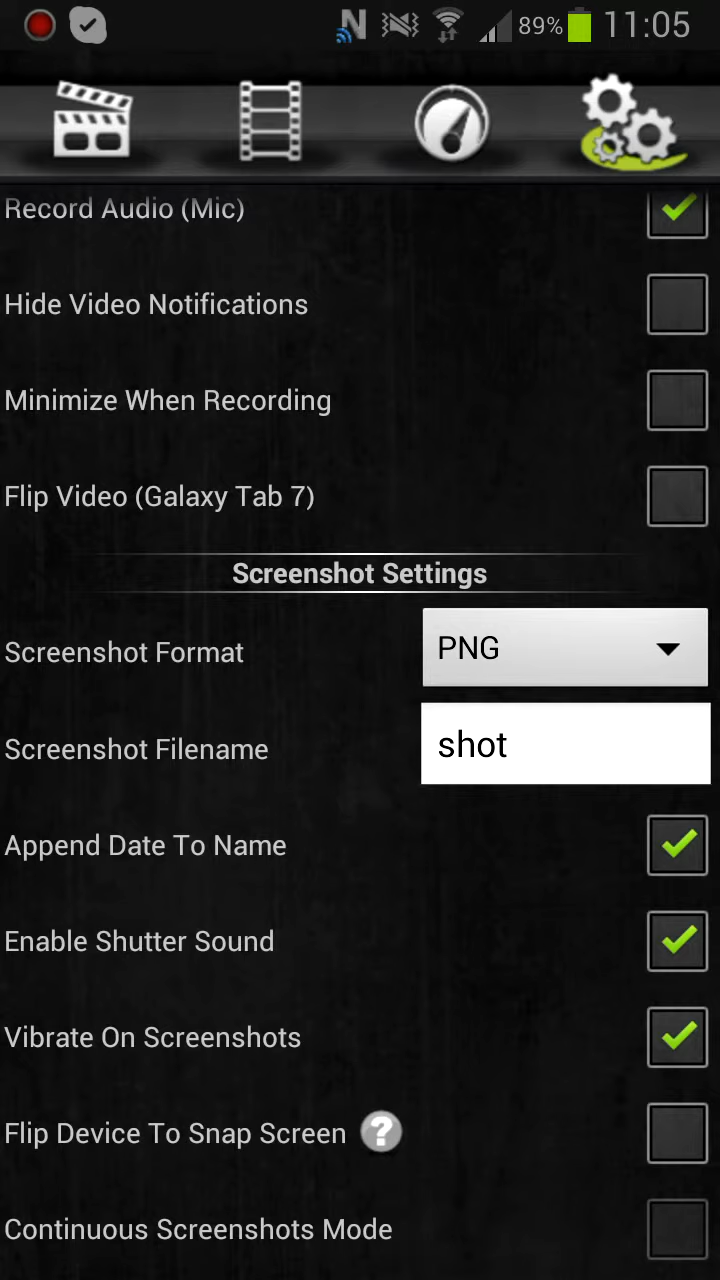 89% 11:05
Record Audio (Mic)
Hide Video Notifications
Minimize When Recording
Flip Video (Galaxy Tab 7)
Screenshot Settings
Screenshot Format PNG
Screenshot Filename shot
Append Date To Name
Enable Shutter Sound
Vibrate On Screenshots
Flip Device To Snap Screen ?
Continuous Screenshots Mode